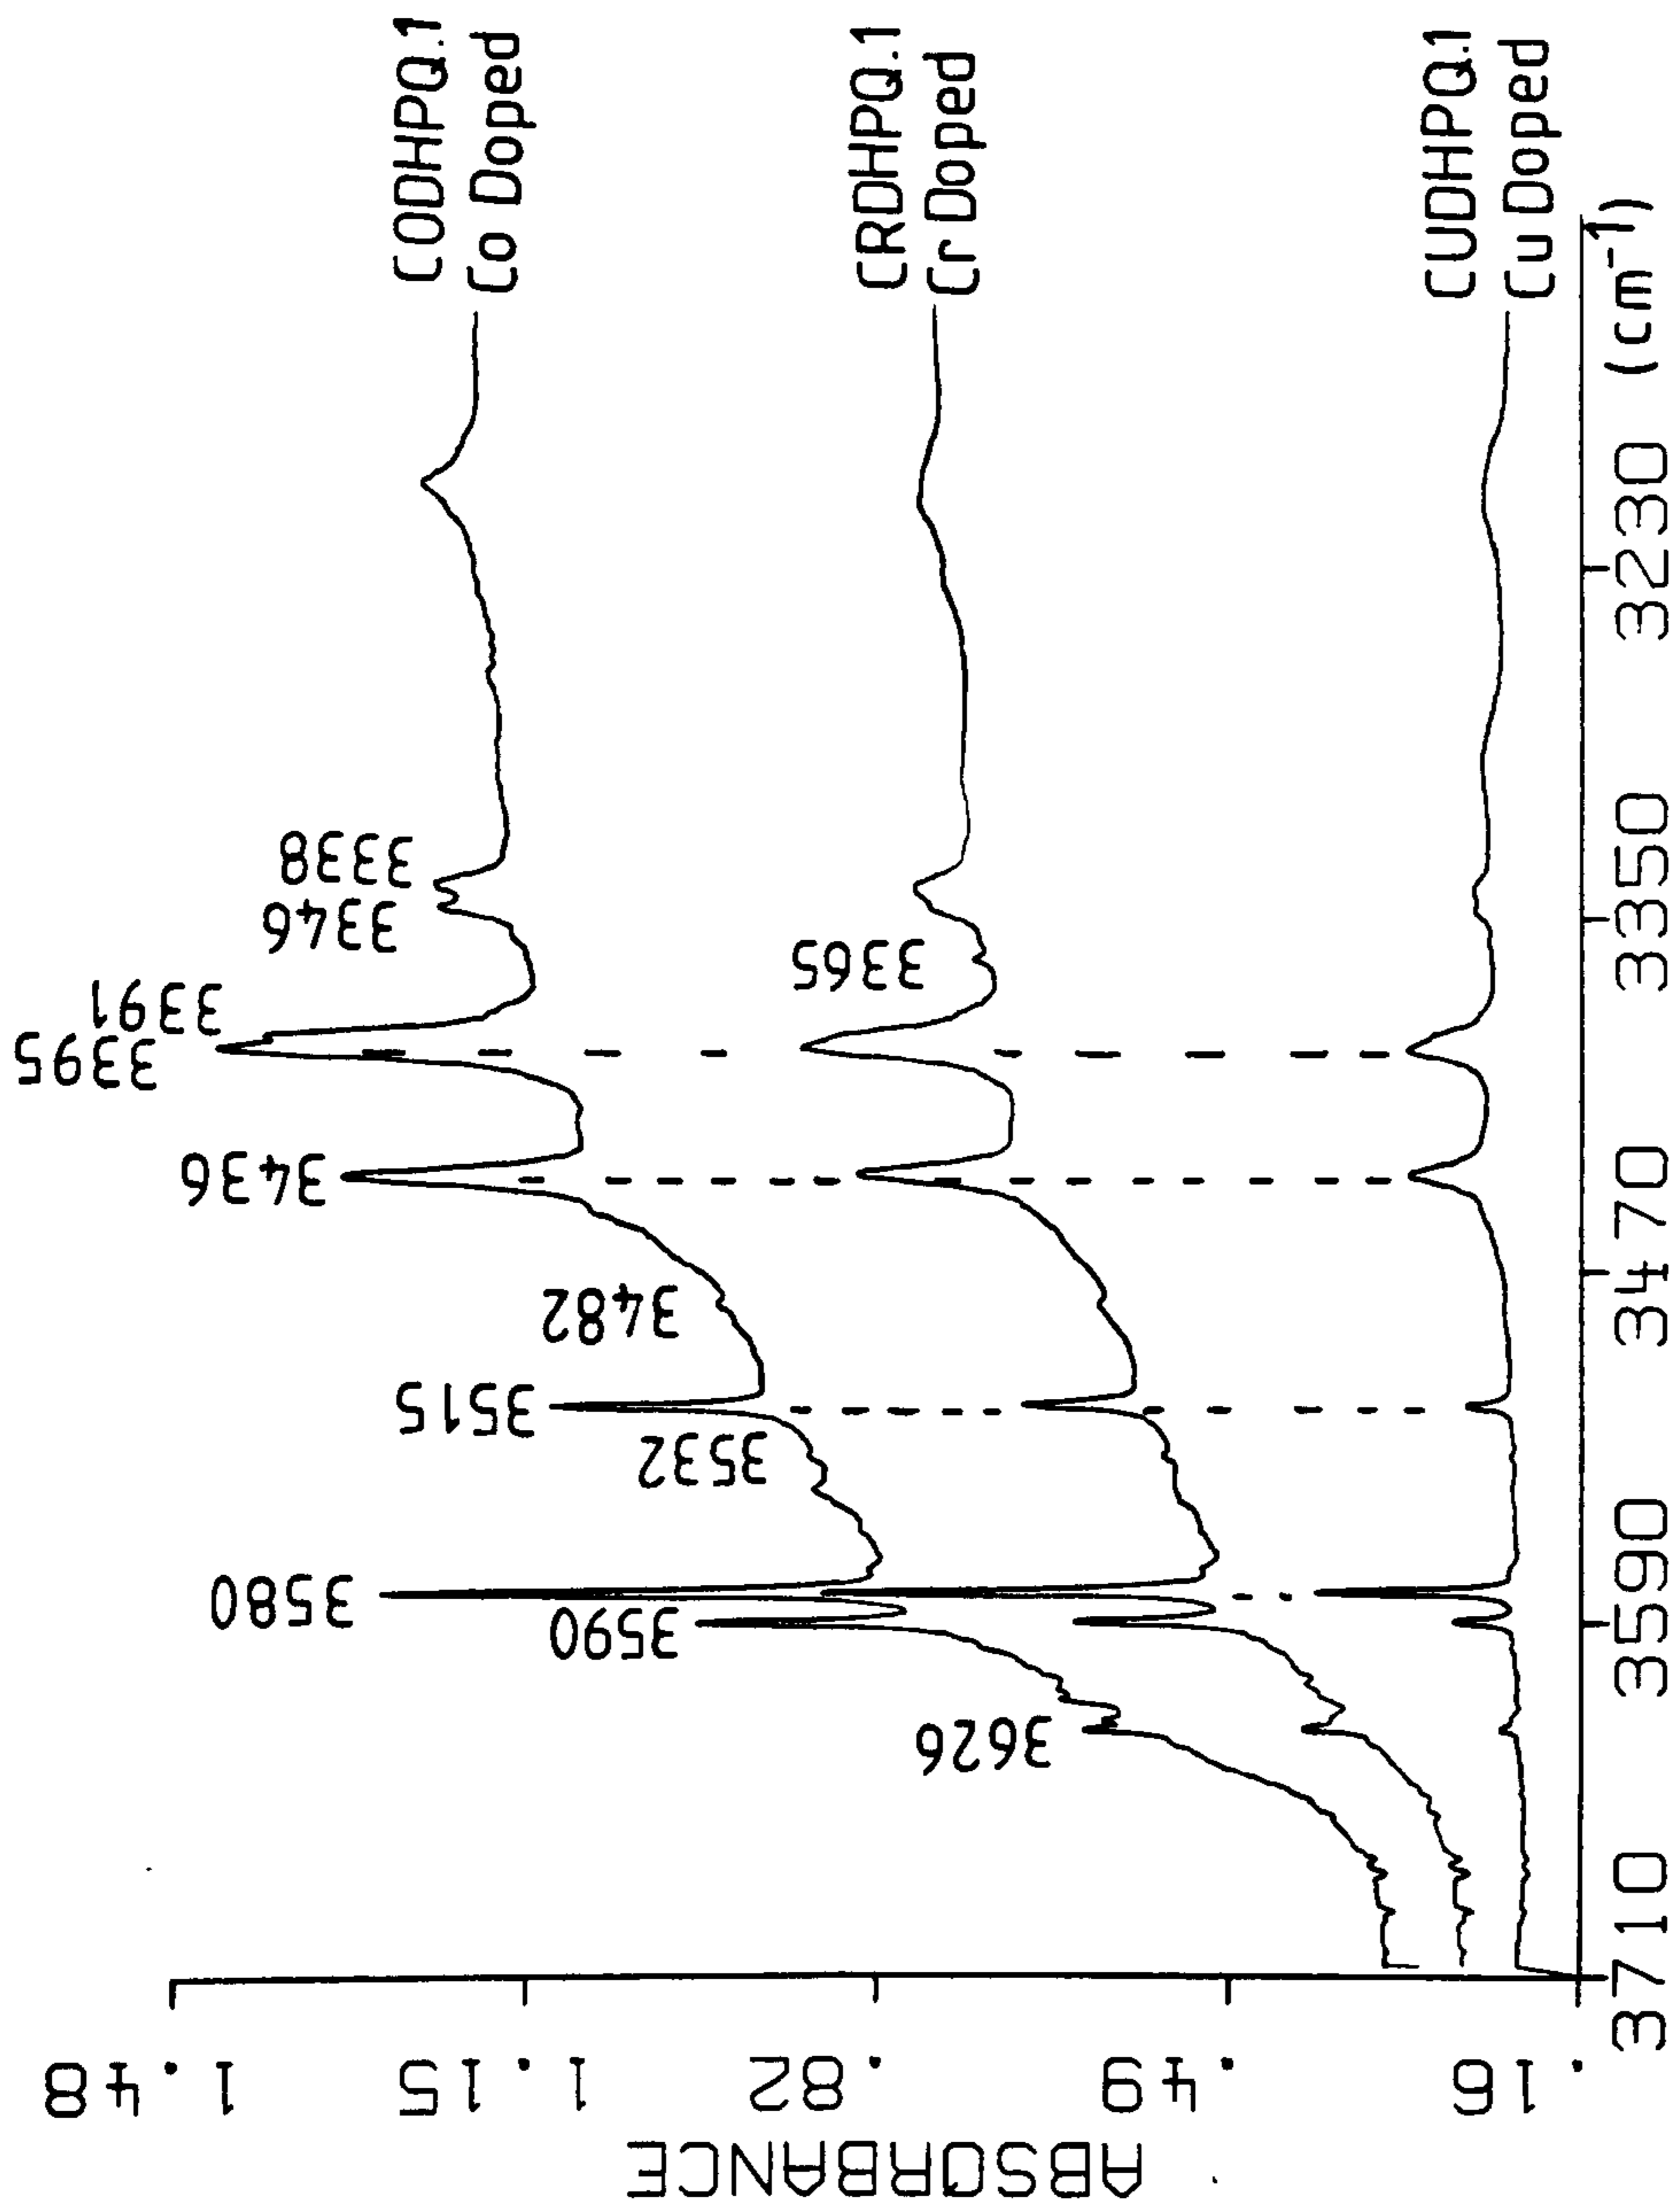 CODHPQ.1
Co Doped
CRDHPQ.1
Cr Doped
CUDHPQ.1
Cu Doped
3395
3391
3346
3338
3436
3365
3482
3515
3532
3580
3590
3626
1.48
1.15
.82
.49
.16
ABSORBANCE
3710
3590
3470
3350
3230
(cm⁻¹)